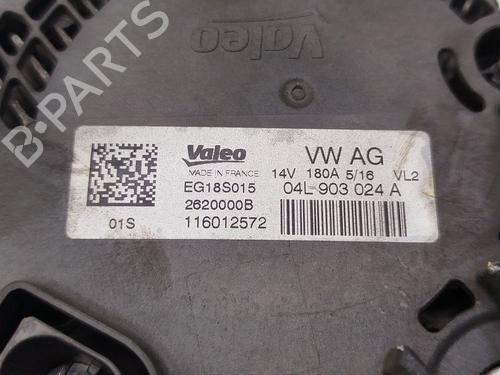 Valeo
B-PARTS
Valeo
MADE IN FRANCE
EG18S015
2620000B
116012572
01S
VW AG
14V 180A 5/16 VL2
04L 903 024 A